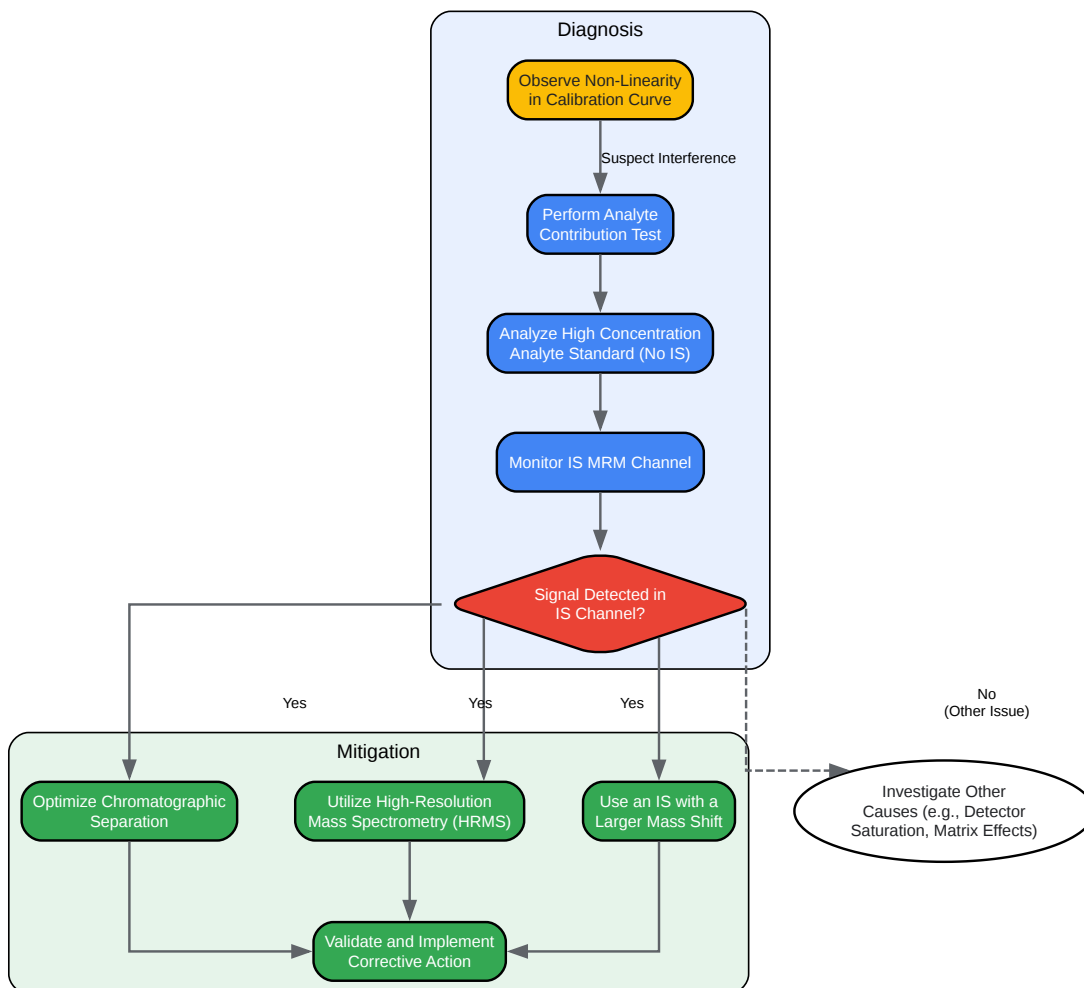 Diagnosis
Observe Non-Linearity
in Calibration Curve
Suspect Interference
Perform Analyte
Contribution Test
Analyze High Concentration
Analyte Standard (No IS)
Monitor IS MRM Channel
Signal Detected in
IS Channel?
Yes
Yes
Yes
No
(Other Issue)
Mitigation
Optimize Chromatographic
Separation
Utilize High-Resolution
Mass Spectrometry (HRMS)
Use an IS with a
Larger Mass Shift
Investigate Other
Causes (e.g., Detector
Saturation, Matrix Effects)
Validate and Implement
Corrective Action